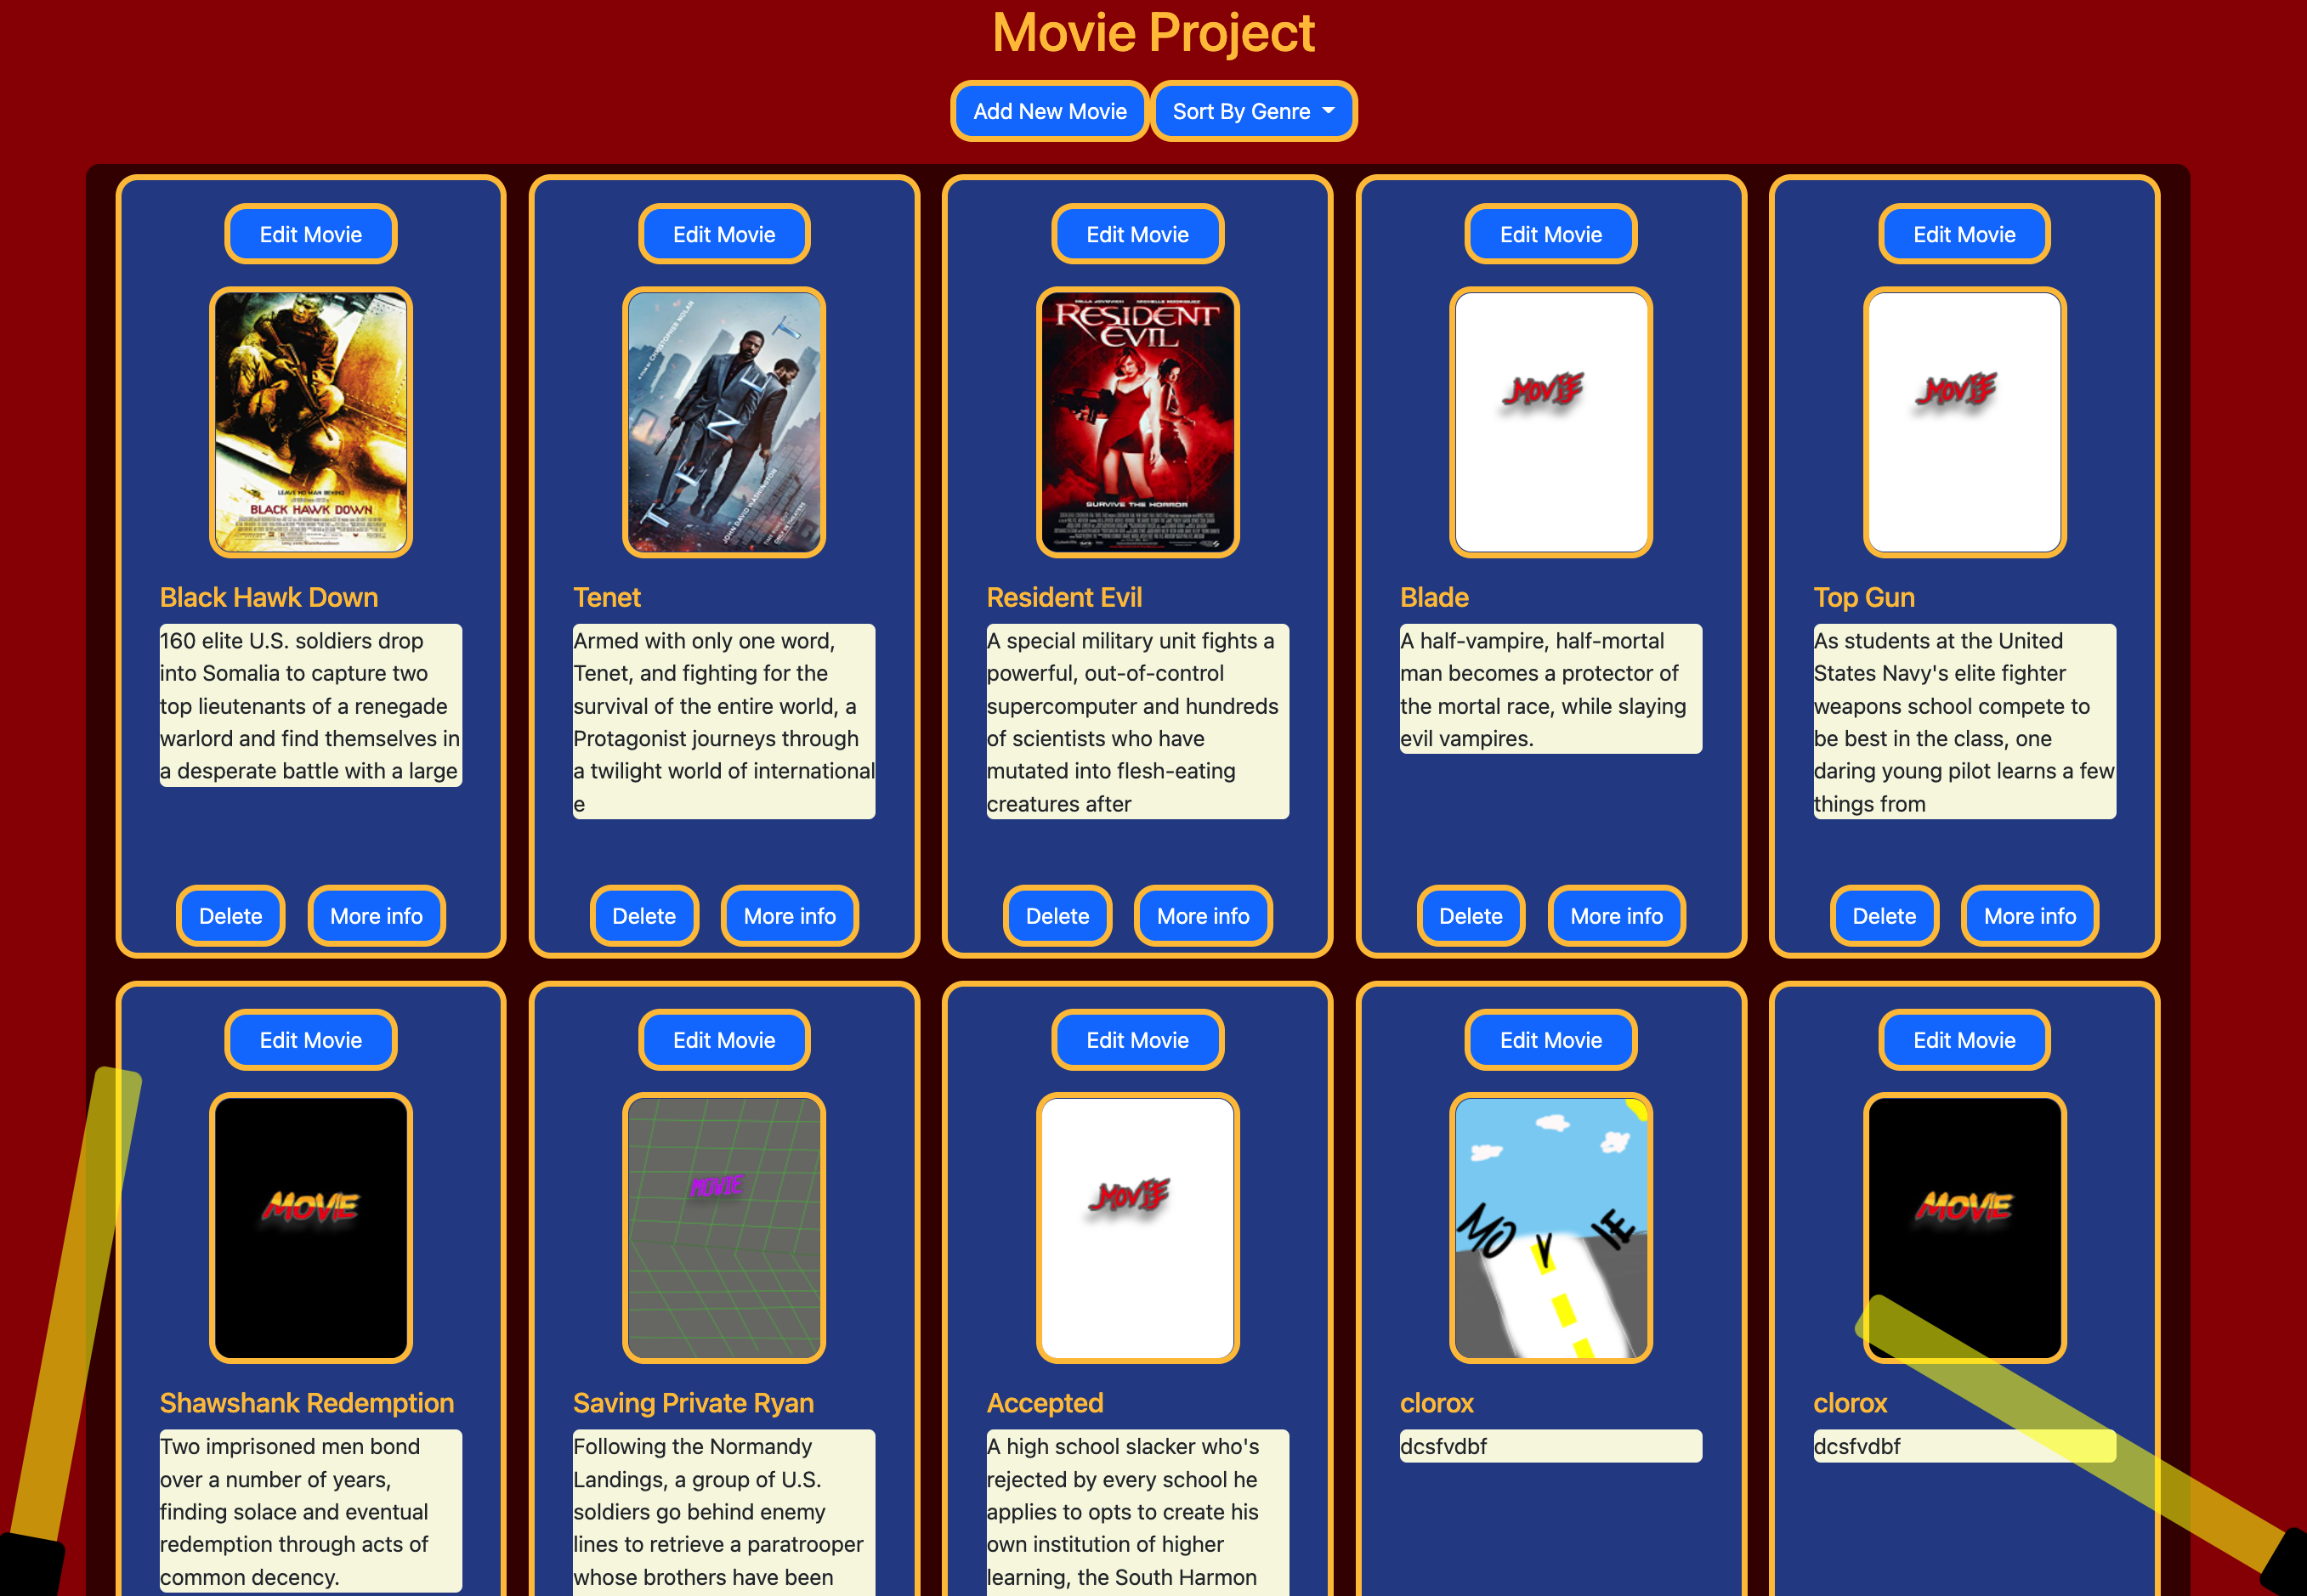 Movie Project
Add New Movie
Sort By Genre
Edit Movie
LEAVE NO MAN BEHIND
BLACK HAWK DOWN
Black Hawk Down
160 elite U.S. soldiers drop
into Somalia to capture two
top lieutenants of a renegade
warlord and find themselves in
a desperate battle with a large
Delete
More info
Edit Movie
A FILM BY CHRISTOPHER NOLAN
TENET
JOHN DAVID WASHINGTON
Tenet
Armed with only one word,
Tenet, and fighting for the
survival of the entire world, a
Protagonist journeys through
a twilight world of international
e
Delete
More info
Edit Movie
MILLA JOVOVICH MICHELLE RODRIGUEZ
RESIDENT
EVIL
SURVIVE THE HORROR
Resident Evil
A special military unit fights a
powerful, out-of-control
supercomputer and hundreds
of scientists who have
mutated into flesh-eating
creatures after
Delete
More info
Edit Movie
MOVIE
Blade
A half-vampire, half-mortal
man becomes a protector of
the mortal race, while slaying
evil vampires.
Delete
More info
Edit Movie
MOVIE
Top Gun
As students at the United
States Navy's elite fighter
weapons school compete to
be best in the class, one
daring young pilot learns a few
things from
Delete
More info
Edit Movie
MOVIE
Shawshank Redemption
Two imprisoned men bond
over a number of years,
finding solace and eventual
redemption through acts of
common decency.
Edit Movie
MOVIE
Saving Private Ryan
Following the Normandy
Landings, a group of U.S.
soldiers go behind enemy
lines to retrieve a paratrooper
whose brothers have been
Edit Movie
MOVIE
Accepted
A high school slacker who's
rejected by every school he
applies to opts to create his
own institution of higher
learning, the South Harmon
Edit Movie
MOVIE
clorox
dcsfvdbf
Edit Movie
MOVIE
clorox
dcsfvdbf